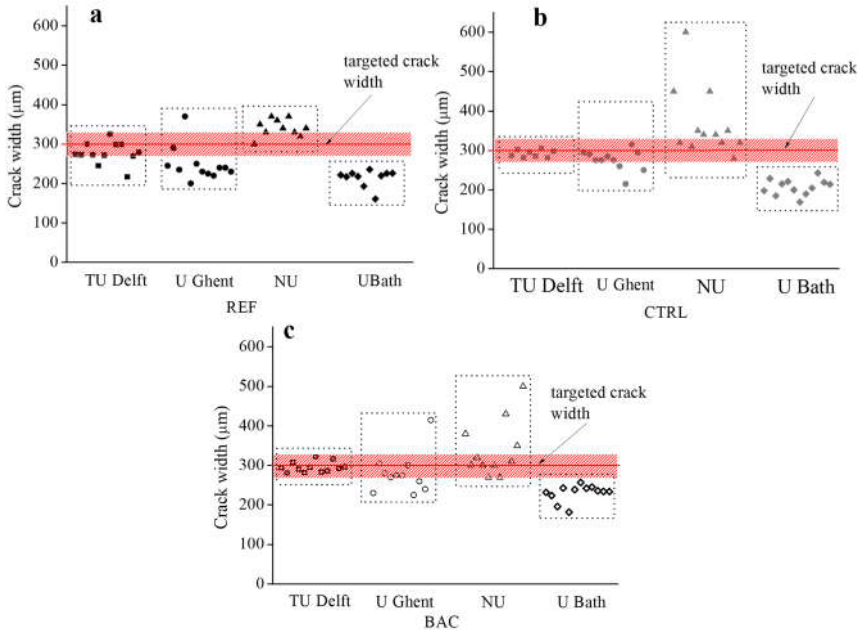 a
600
500
400
300
200
100
0
Crack width (μm)
targeted crack
width
TU Delft
U Ghent
NU
UBath
REF
b
600
500
400
300
200
100
0
Crack width (μm)
targeted crack
width
TU Delft
U Ghent
NU
U Bath
CTRL
c
600
500
400
300
200
100
0
Crack width (μm)
targeted crack
width
TU Delft
U Ghent
NU
U Bath
BAC